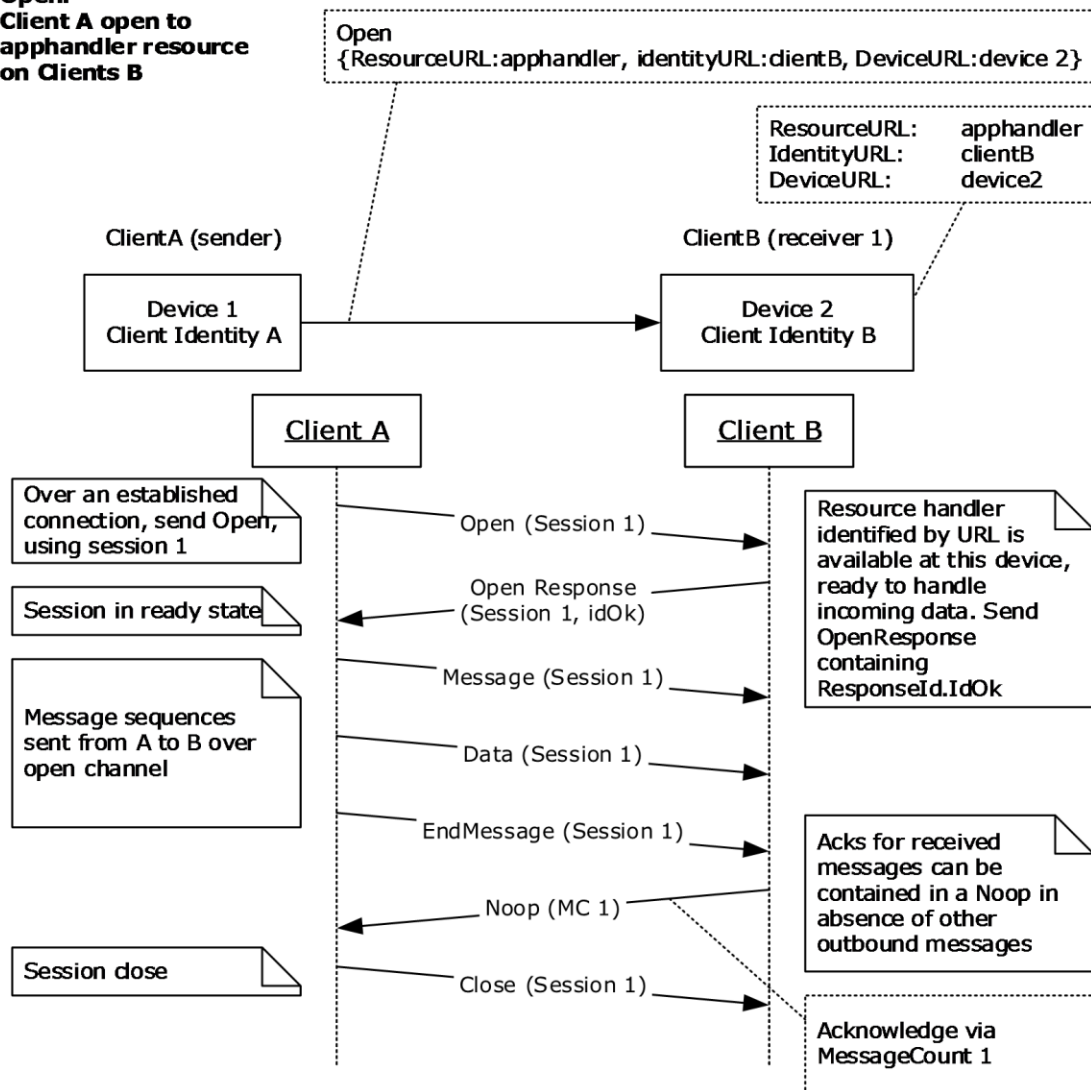 Open:
Client A open to
apphandler resource
on Clients B
Open
{ResourceURL:apphandler, identityURL:clientB, DeviceURL:device 2}
ResourceURL: apphandler
IdentityURL: clientB
DeviceURL: device2
ClientA (sender)
ClientB (receiver 1)
Device 1
Client Identity A
Device 2
Client Identity B
Client A
Client B
Over an established
connection, send Open,
using session 1
Open (Session 1)
Resource handler
identified by URL is
available at this device,
ready to handle
incoming data. Send
OpenResponse
containing
ResponseId.IdOk
Open Response
(Session 1, idOk)
Session in ready state
Message (Session 1)
Message sequences
sent from A to B over
open channel
Data (Session 1)
EndMessage (Session 1)
Acks for received
messages can be
contained in a Noop in
absence of other
outbound messages
Noop (MC 1)
Session close
Close (Session 1)
Acknowledge via
MessageCount 1